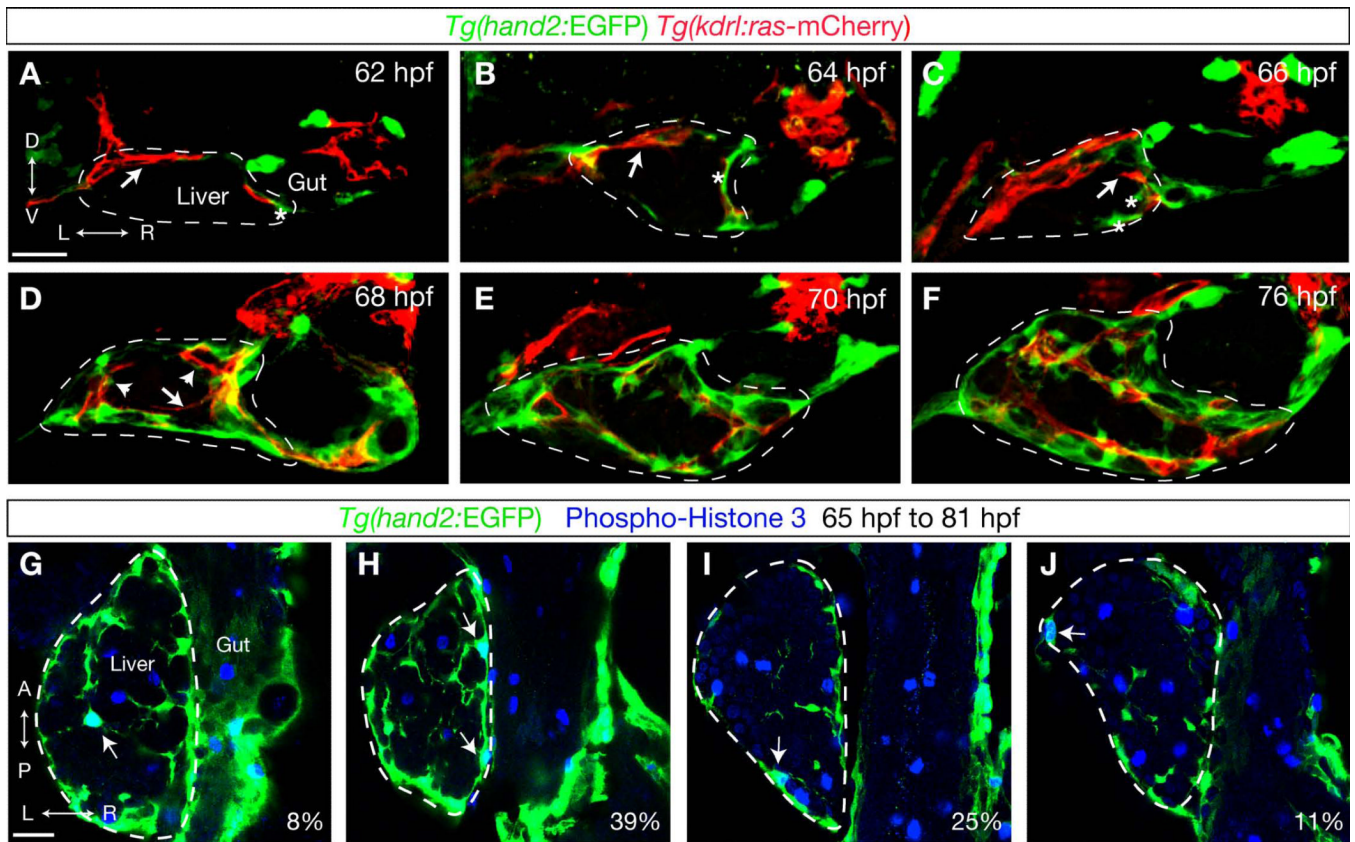 Tg(hand2:EGFP) Tg(kdrl:ras-mCherry)
A 62 hpf
D
V
L R
Liver
Gut
*
B 64 hpf
*
C 66 hpf
*
*
D 68 hpf
E 70 hpf
F 76 hpf
Tg(hand2:EGFP) Phospho-Histone 3 65 hpf to 81 hpf
G
Liver
Gut
A
P
L R
8%
H
39%
I
25%
J
11%